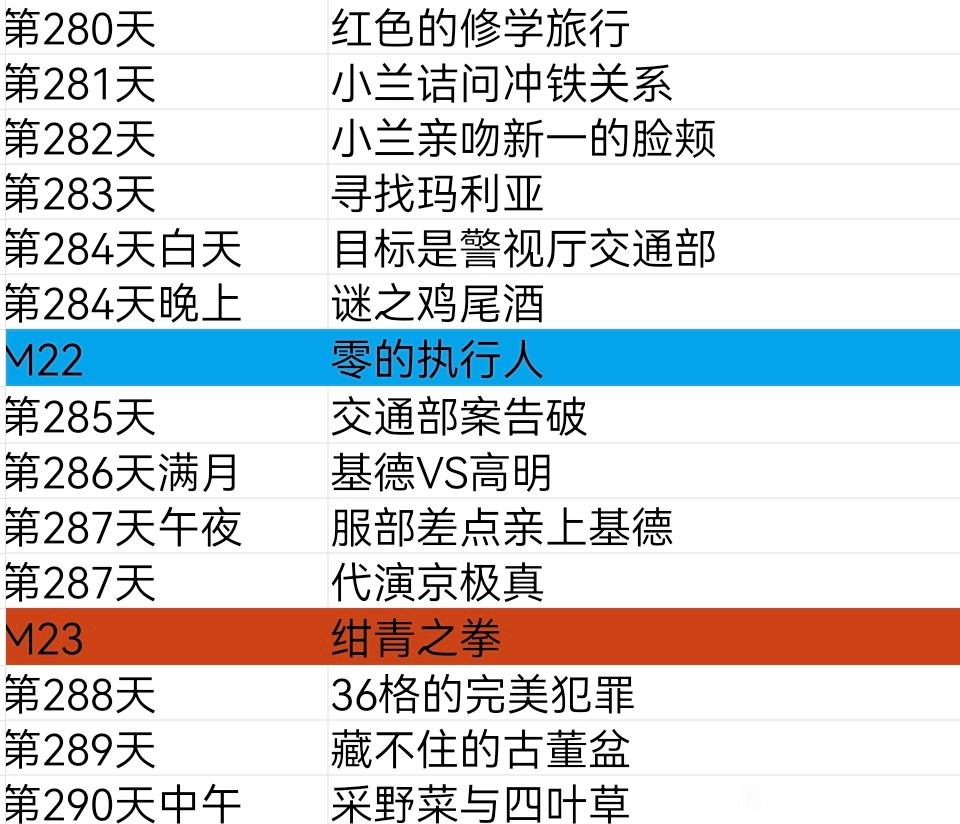 第280天 红色的修学旅行
第281天 小兰诘问冲铁关系
第282天 小兰亲吻新一的脸颊
第283天 寻找玛利亚
第284天白天 目标是警视厅交通部
第284天晚上 谜之鸡尾酒
M22 零的执行人
第285天 交通部案告破
第286天满月 基德VS高明
第287天午夜 服部差点亲上基德
第287天 代演京极真
M23 绀青之拳
第288天 36格的完美犯罪
第289天 藏不住的古董盆
第290天中午 采野菜与四叶草